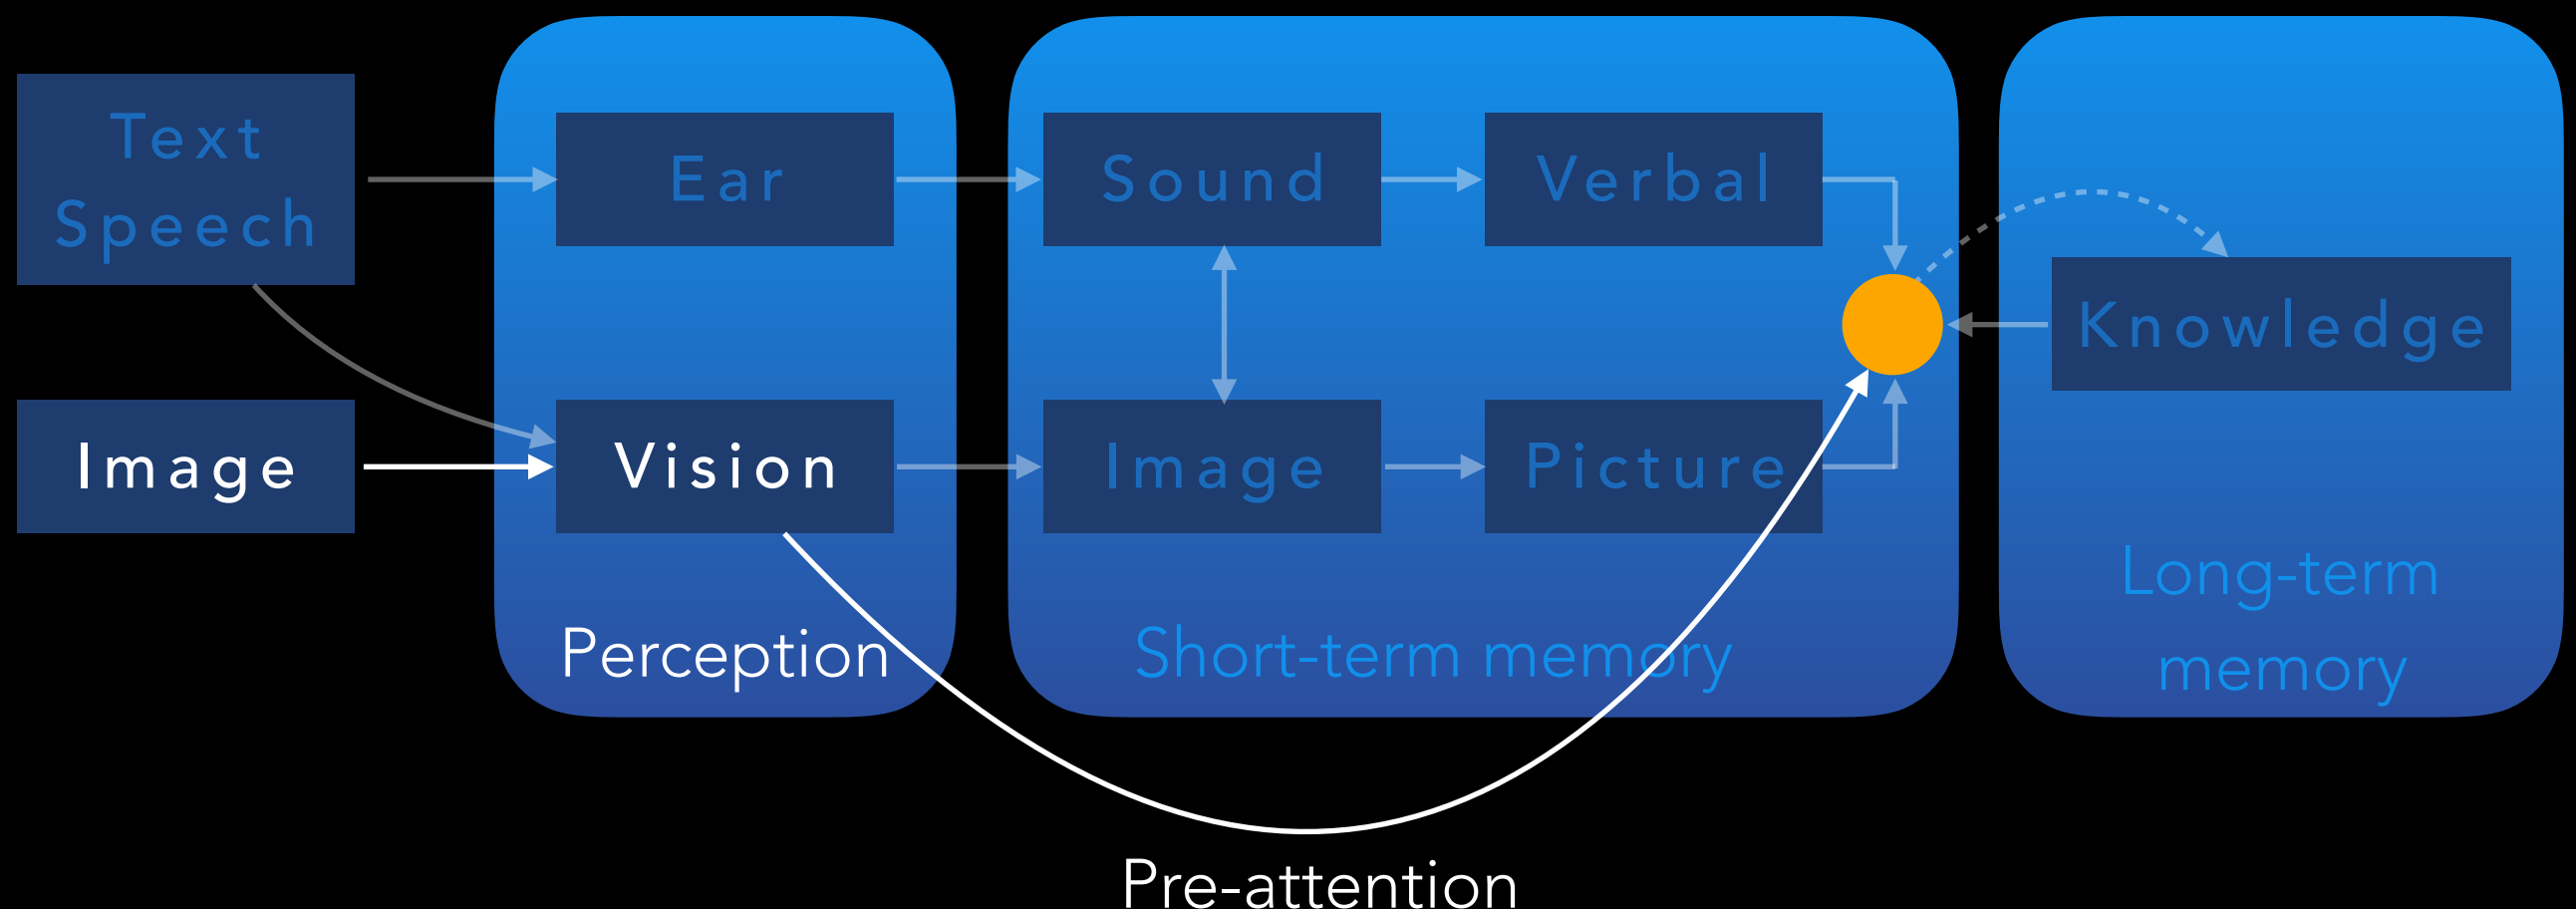 Text
Speech
Ear
Sound
Verbal
Knowledge
Image
Vision
Image
Picture
Perception
Short-term memory
Long-term
memory
Pre-attention